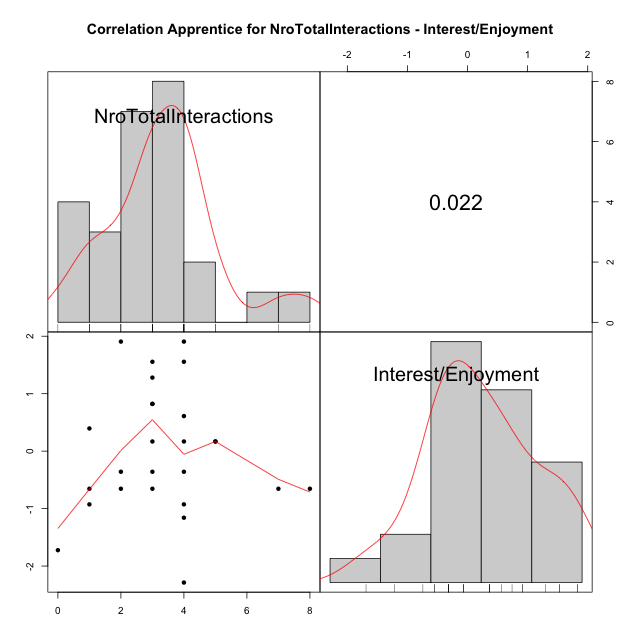 Correlation Apprentice for NroTotalInteractions - Interest/Enjoyment
-2 -1 0 1 2
NroTotalInteractions
0.022
8
6
4
2
0
Interest/Enjoyment
2
1
0
-1
-2
0 2 4 6 8